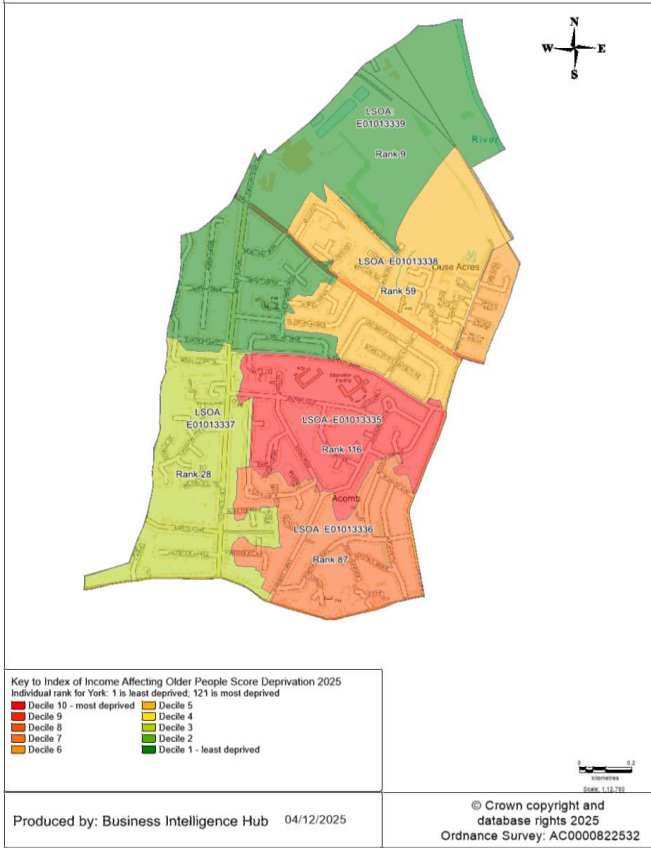 N
W E
S
LSOA:
E01013339
River
Rank 9
LSOA: E01013338
Ouse Acres
Rank 59
LSOA:
E01013337
LSOA: E01013335
Rank 116
Rank 28
Acomb
LSOA: E01013336
Rank 87
Key to Index of Income Affecting Older People Score Deprivation 2025
Individual rank for York: 1 is least deprived; 121 is most deprived
Decile 10 - most deprived
Decile 9
Decile 8
Decile 7
Decile 6
Decile 5
Decile 4
Decile 3
Decile 2
Decile 1 - least deprived
0 0.2
kilometres
Scale: 1:12,760
Produced by: Business Intelligence Hub 04/12/2025
© Crown copyright and
database rights 2025
Ordnance Survey: AC0000822532